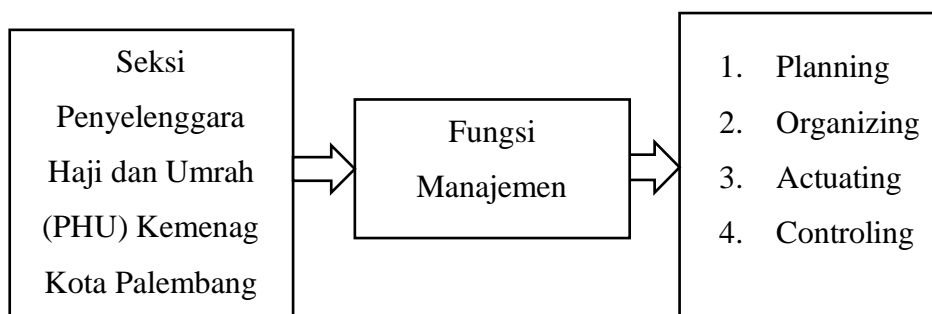 Seksi
Penyelenggara
Haji dan Umrah
(PHU) Kemenag
Kota Palembang
Fungsi
Manajemen
1. Planning
2. Organizing
3. Actuating
4. Controling